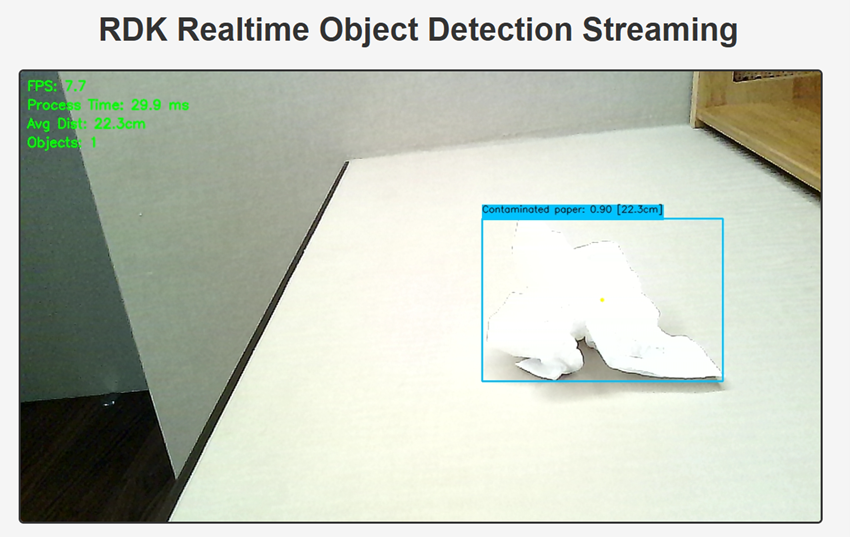 RDK Realtime Object Detection Streaming
FPS: 7.7
Process Time: 29.9 ms
Avg Dist: 22.3cm
Objects: 1
Contaminated paper: 0.90 [22.3cm]